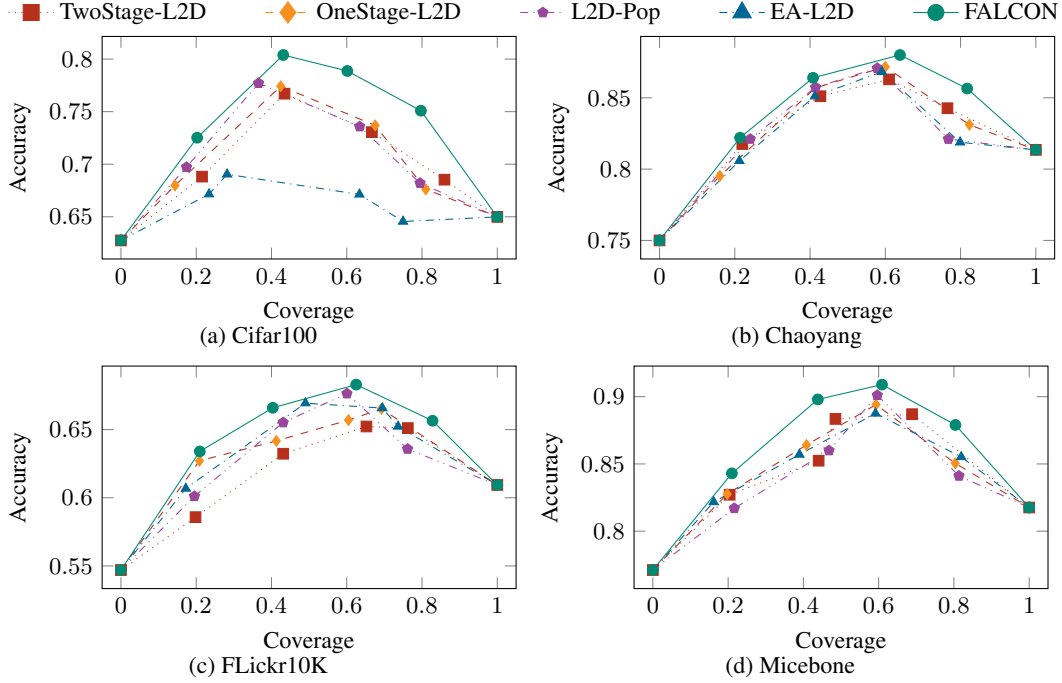 TwoStage-L2D OneStage-L2D L2D-Pop EA-L2D FALCON
0.8
0.75
0.7
0.65
Accuracy
0 0.2 0.4 0.6 0.8 1
Coverage
(a) Cifar100
0.85
0.8
0.75
Accuracy
0 0.2 0.4 0.6 0.8 1
Coverage
(b) Chaoyang
0.65
0.6
0.55
Accuracy
0 0.2 0.4 0.6 0.8 1
Coverage
(c) FLickr10K
0.9
0.85
0.8
Accuracy
0 0.2 0.4 0.6 0.8 1
Coverage
(d) Micebone